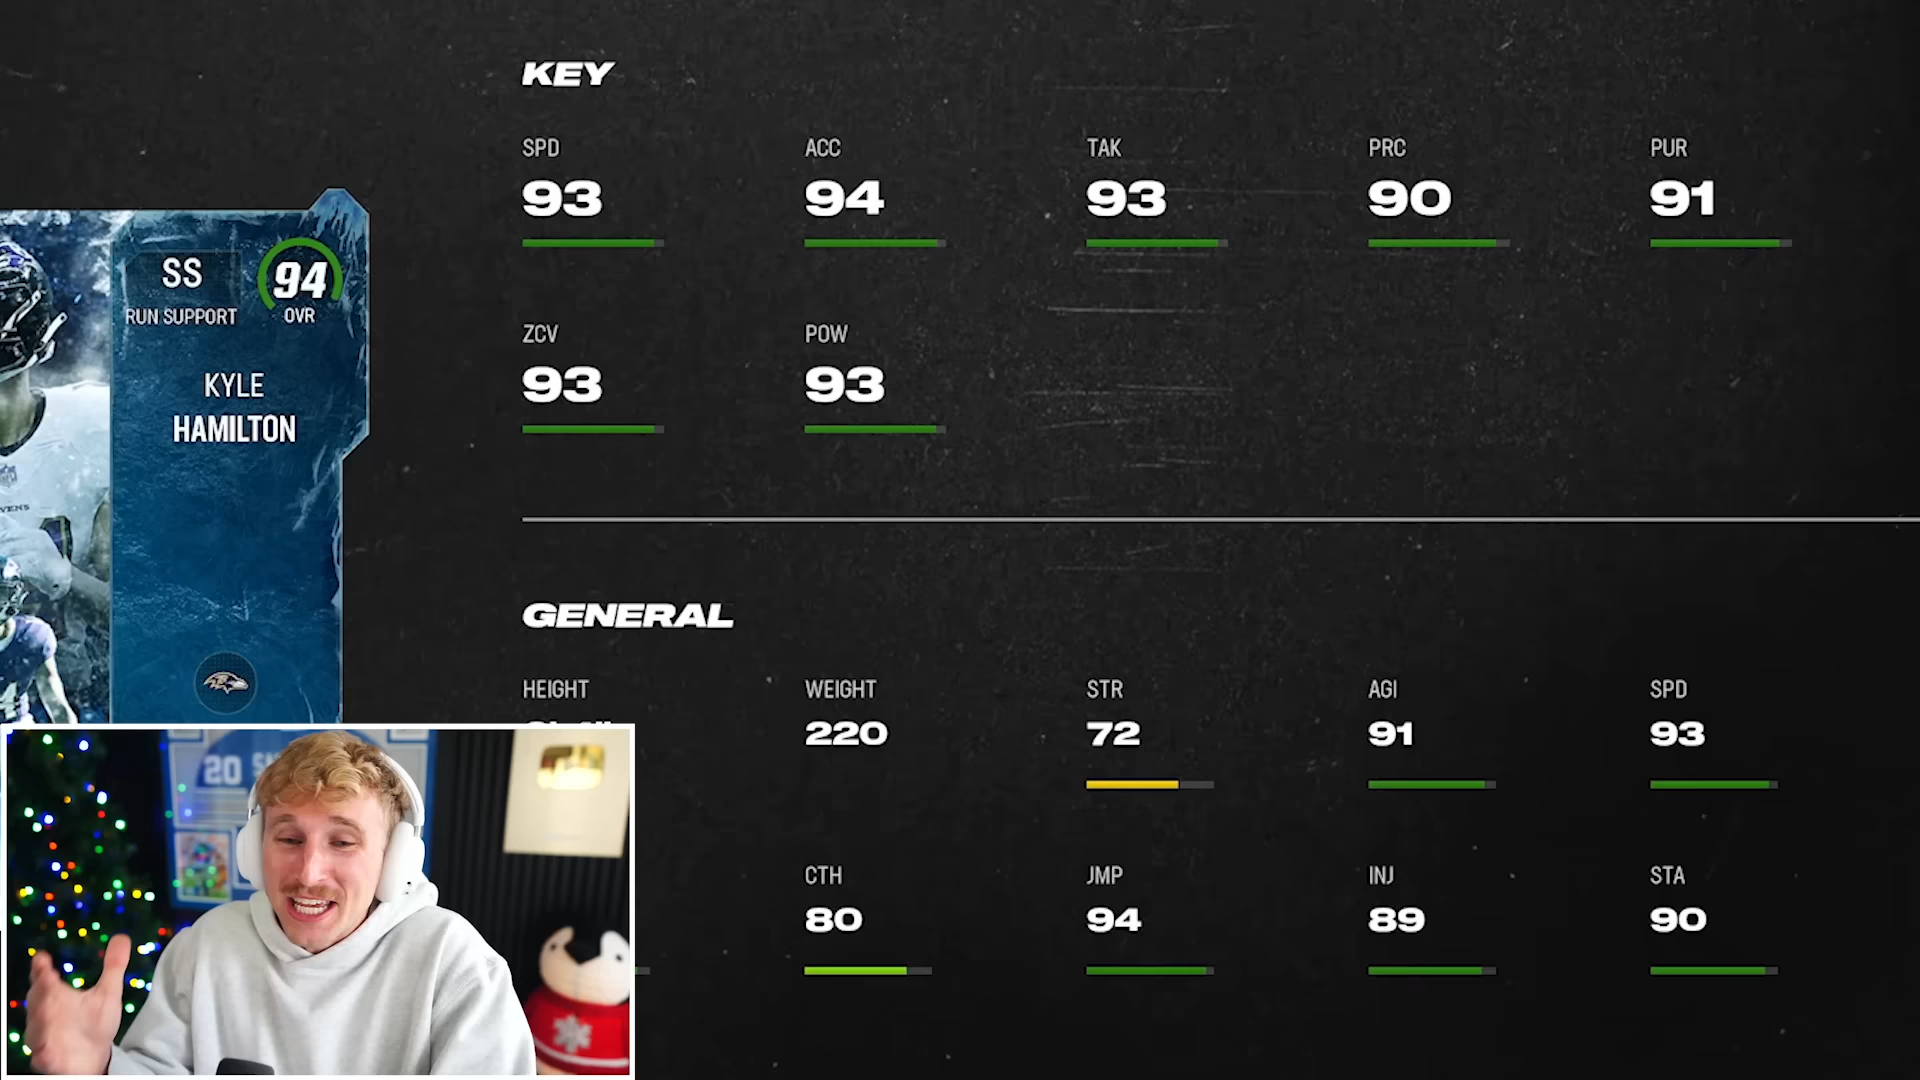 KEY
SPD ACC TAK PRC PUR
93 94 93 90 91
ZCV POW
93 93
SS 94
RUN SUPPORT OVR
KYLE
HAMILTON
GENERAL
HEIGHT WEIGHT STR AGI SPD
220 72 91 93
CTH JMP INJ STA
80 94 89 90
20